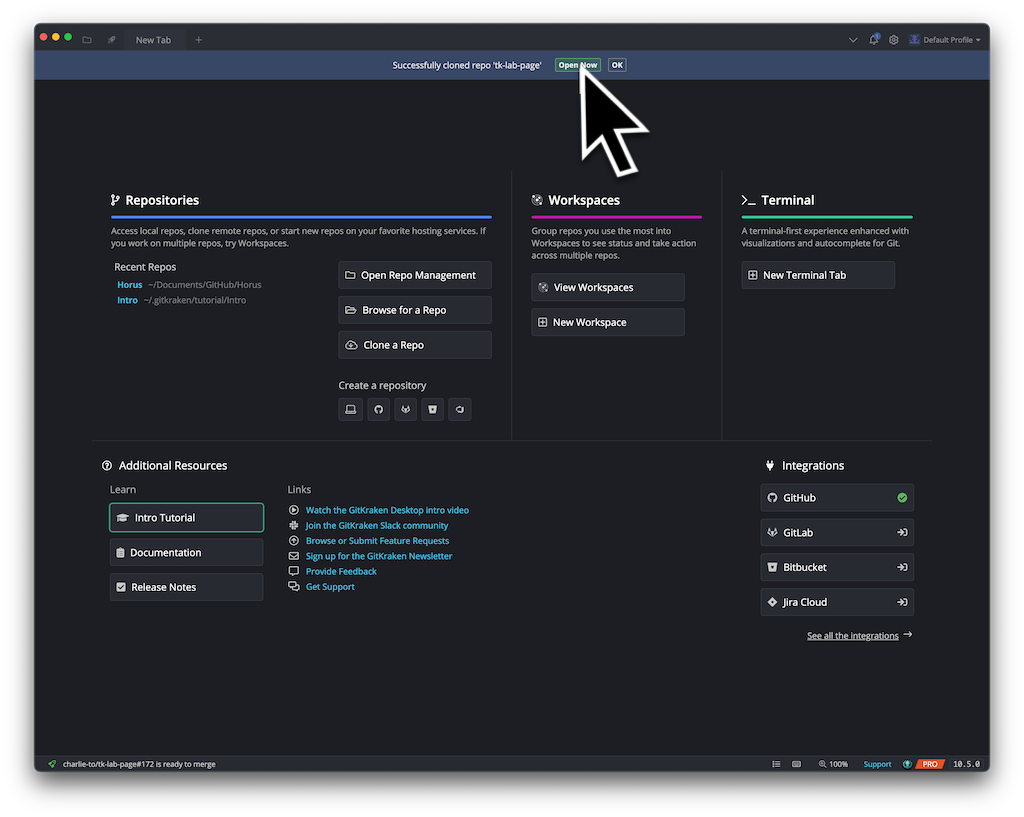 New Tab
Default Profile
Successfully cloned repo 'tk-lab-page' Open Now OK
Repositories
Access local repos, clone remote repos, or start new repos on your favorite hosting services. If
you work on multiple repos, try Workspaces.
Recent Repos
Horus ~/Documents/GitHub/Horus
Intro ~/.gitkraken/tutorial/Intro
Open Repo Management
Browse for a Repo
Clone a Repo
Create a repository
Workspaces
Group repos you use the most into
Workspaces to see status and take action
across multiple repos.
View Workspaces
New Workspace
Terminal
A terminal-first experience enhanced with
visualizations and autocomplete for Git.
New Terminal Tab
Additional Resources
Learn
Intro Tutorial
Documentation
Release Notes
Links
Watch the GitKraken Desktop intro video
Join the GitKraken Slack community
Browse or Submit Feature Requests
Sign up for the GitKraken Newsletter
Provide Feedback
Get Support
Integrations
GitHub
GitLab
Bitbucket
Jira Cloud
See all the integrations
charlie-to/tk-lab-page#172 is ready to merge
100% Support PRO 10.5.0